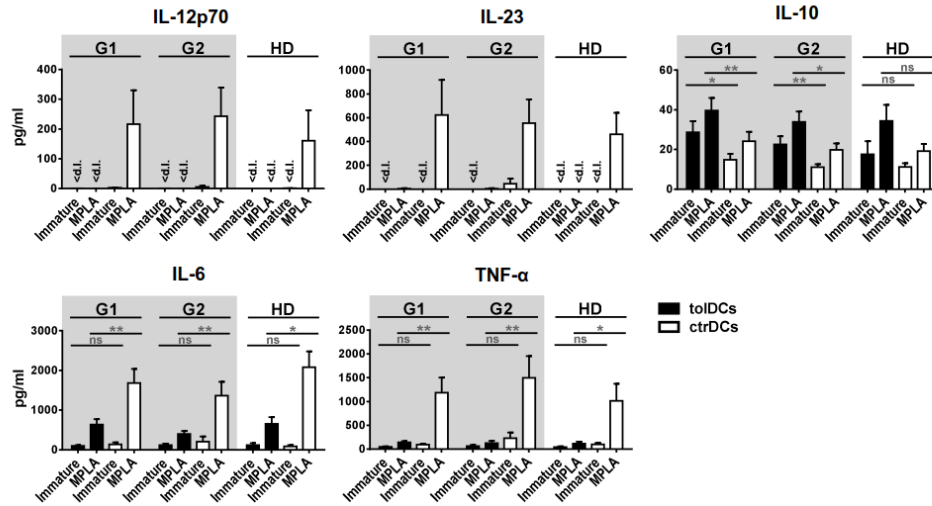 IL-12p70
G1 G2 HD
pg/ml
400
300
200
100
0
<d.l. <d.l. <d.l. <d.l. <d.l. <d.l. <d.l.
Immature MPLA Immature MPLA Immature MPLA Immature MPLA Immature MPLA Immature MPLA
IL-23
G1 G2 HD
1000
800
600
400
200
0
<d.l. <d.l. <d.l. <d.l. <d.l. <d.l.
Immature MPLA Immature MPLA Immature MPLA Immature MPLA Immature MPLA Immature MPLA
IL-10
G1 G2 HD
** * ns
* ** ns
60
40
20
0
Immature MPLA Immature MPLA Immature MPLA Immature MPLA Immature MPLA Immature MPLA
IL-6
G1 G2 HD
** ** *
ns ns ns
pg/ml
3000
2000
1000
0
Immature MPLA Immature MPLA Immature MPLA Immature MPLA Immature MPLA Immature MPLA
TNF-α
G1 G2 HD
** ** *
ns ns ns
2500
2000
1500
1000
500
0
Immature MPLA Immature MPLA Immature MPLA Immature MPLA Immature MPLA Immature MPLA
tolDCs
ctrDCs